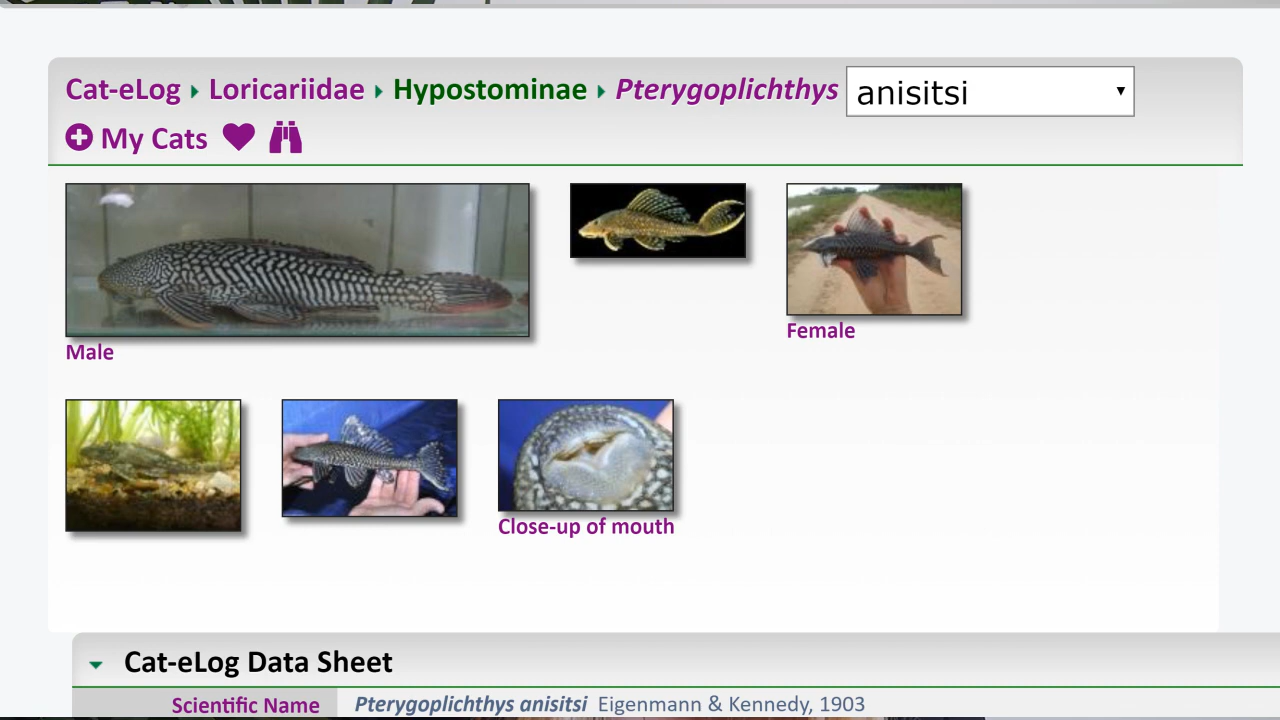 Cat-eLog Loricariidae Hypostominae Pterygoplichthys anisitsi
My Cats
Male
Female
Close-up of mouth
Cat-eLog Data Sheet
Scientific Name Pterygoplichthys anisitsi Eigenmann & Kennedy, 1903